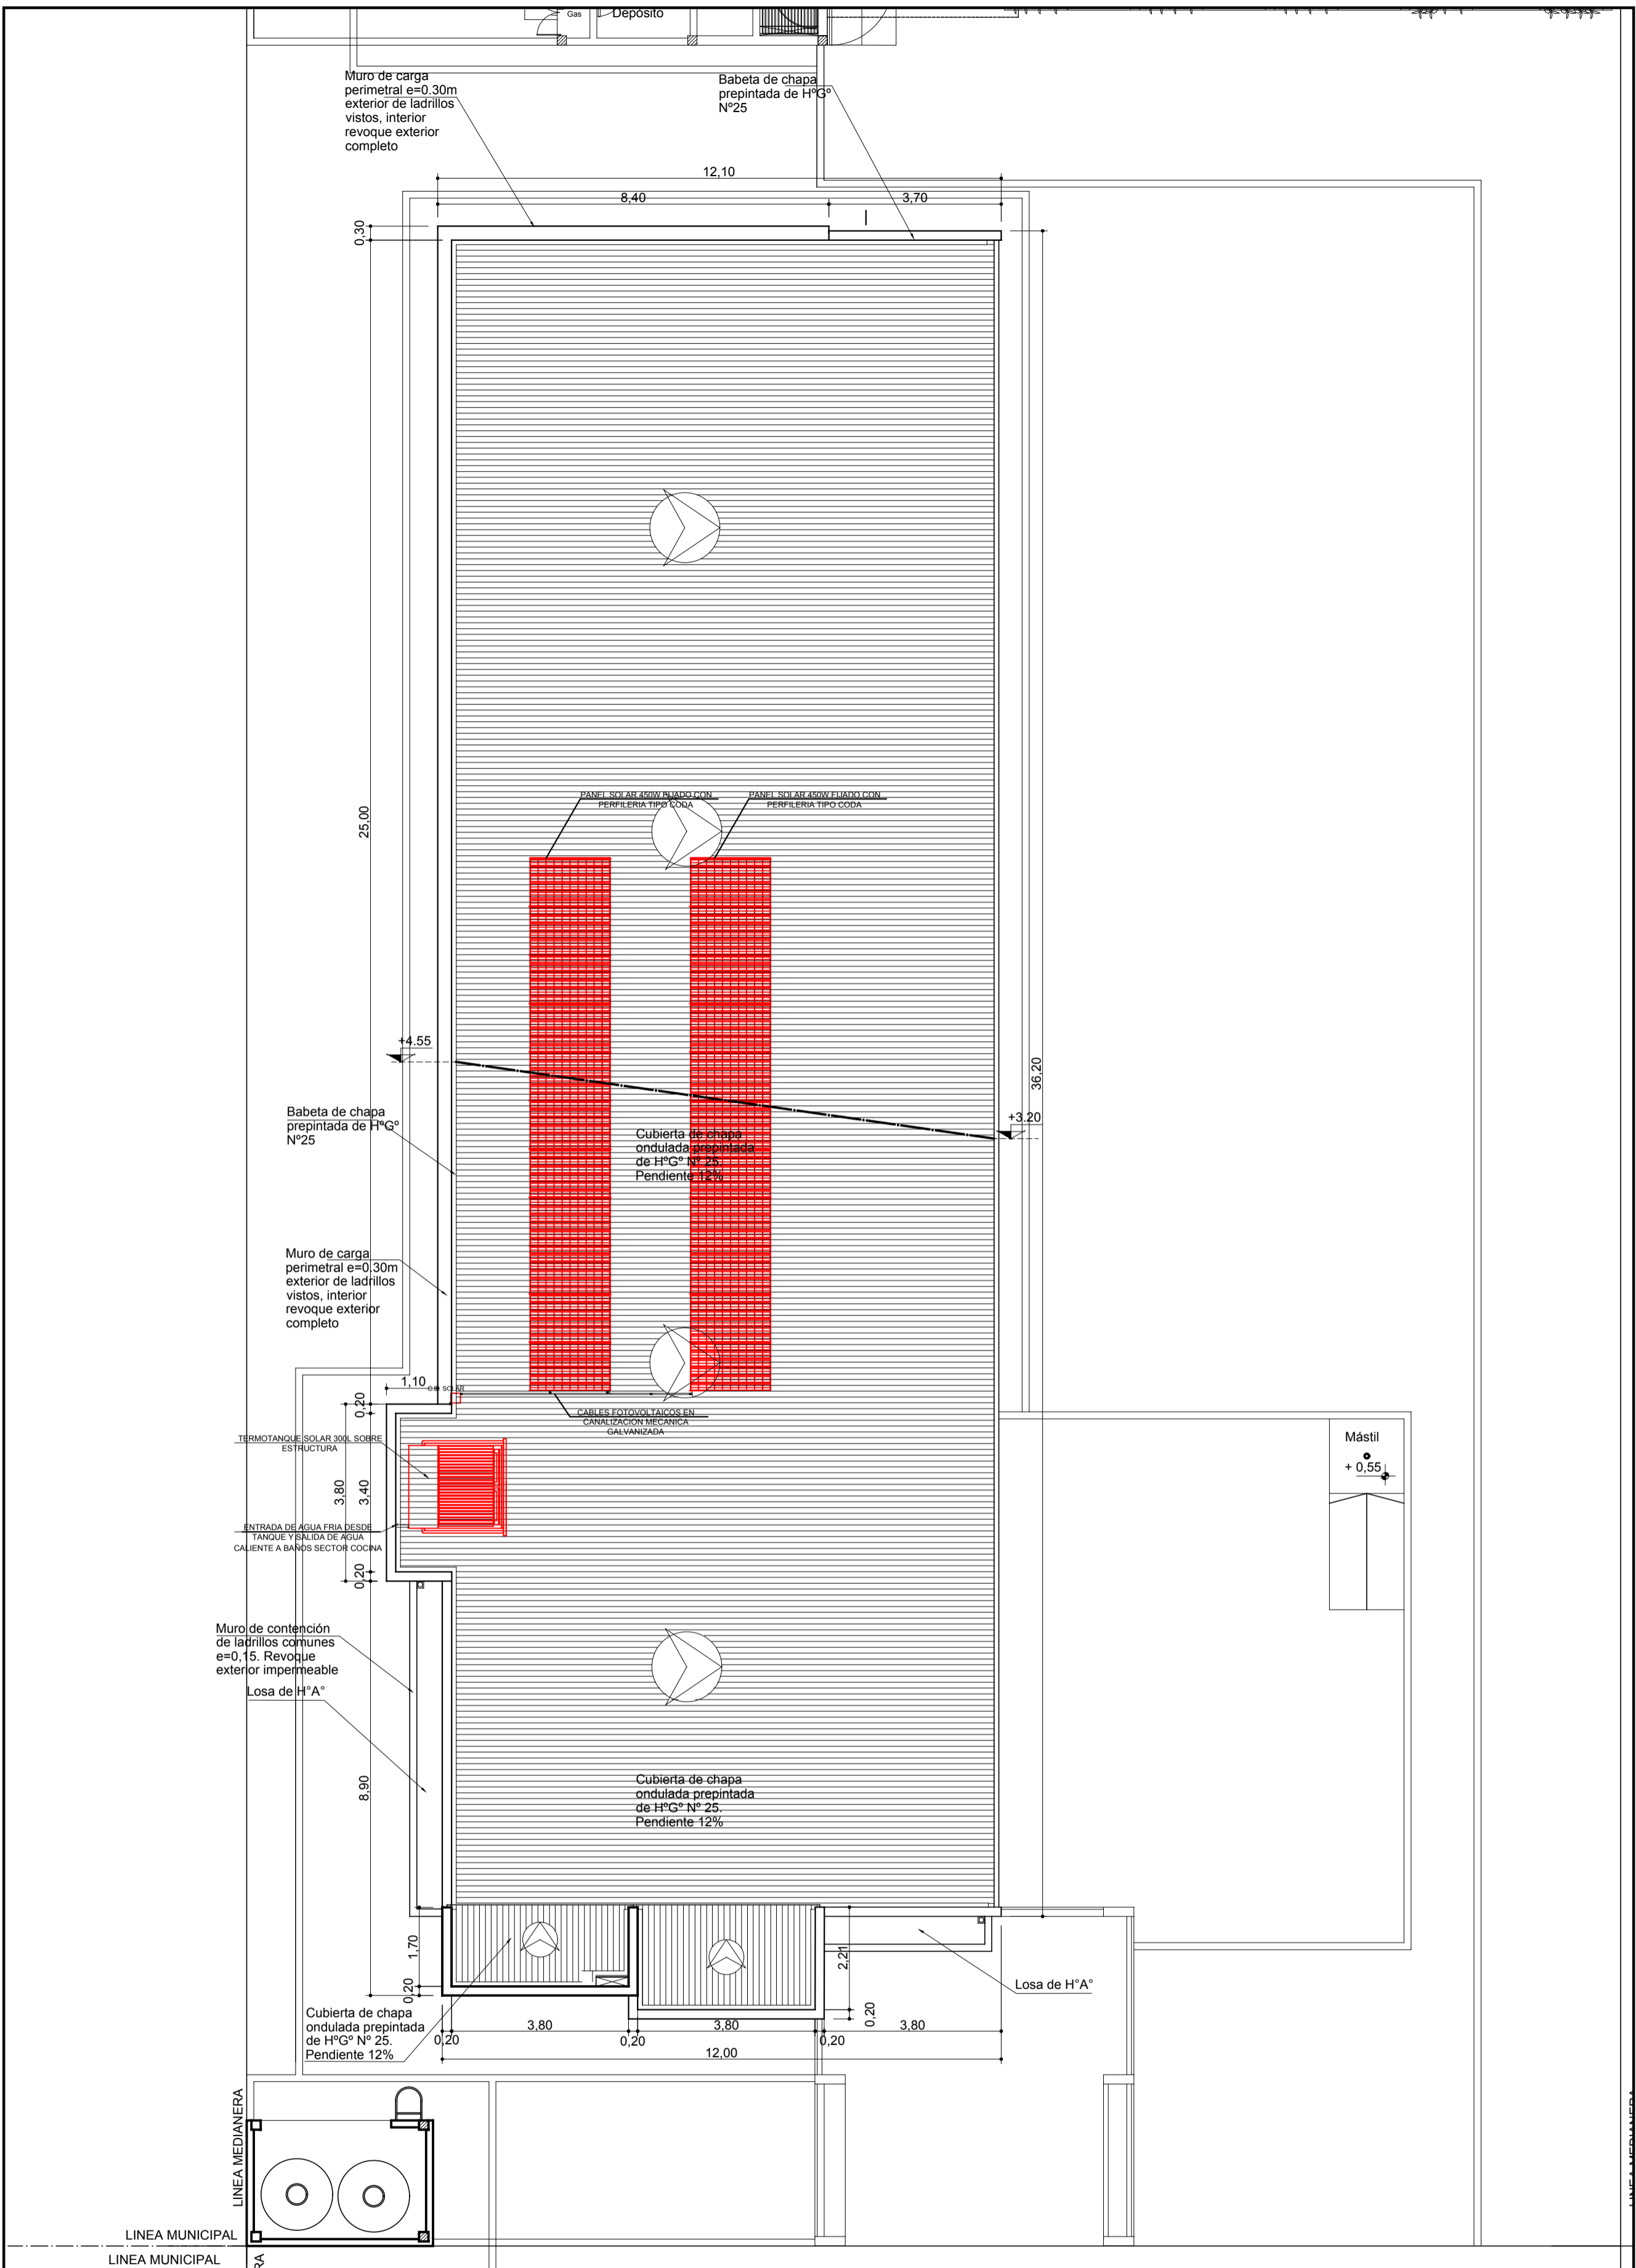 Gas
Depósito
Muro de carga
perimetral e=0.30m
exterior de ladrillos
vistos, interior
revoque exterior
completo
Babeta de chapa
prepintada de HºGº
Nº25
12,10
8,40
3,70
0,30
25,00
PANEL SOLAR 450W FIJADO CON
PERFILERIA TIPO CODA
PANEL SOLAR 450W FIJADO CON
PERFILERIA TIPO CODA
+4.55
36,20
+3.20
Babeta de chapa
prepintada de HºGº
Nº25
Cubierta de chapa
ondulada prepintada
de HºGº Nº 25.
Pendiente 12%
Muro de carga
perimetral e=0.30m
exterior de ladrillos
vistos, interior
revoque exterior
completo
1,10
C.E. SOLAR
0,20
CABLES FOTOVOLTAICOS EN
CANALIZACION MECANICA
GALVANIZADA
TERMOTANQUE SOLAR 300L SOBRE
ESTRUCTURA
3,80
3,40
Mástil
+ 0,55
ENTRADA DE AGUA FRIA DESDE
TANQUE Y SALIDA DE AGUA
CALIENTE A BAÑOS SECTOR COCINA
0,20
Muro de contención
de ladrillos comunes
e=0,15. Revoque
exterior impermeable
Losa de H°A°
8,90
Cubierta de chapa
ondulada prepintada
de HºGº Nº 25.
Pendiente 12%
1,70
2,21
0,20
Losa de H°A°
0,20
Cubierta de chapa
ondulada prepintada
de HºGº Nº 25.
Pendiente 12%
0,20
3,80
0,20
3,80
0,20
3,80
12,00
LINEA MEDIANERA
LINEA MEDIANERA
LINEA MUNICIPAL
LINEA MUNICIPAL
RA